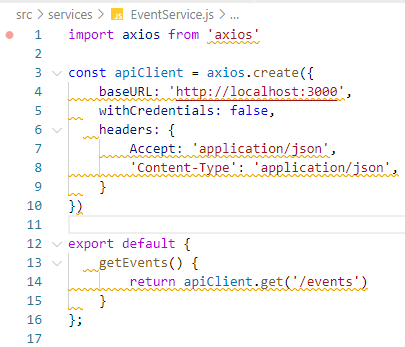 src > services > JS EventService.js > ...
1 import axios from 'axios'
2
3 const apiClient = axios.create({
4 baseURL: 'http://localhost:3000',
5 withCredentials: false,
6 headers: {
7 Accept: 'application/json',
8 'Content-Type': 'application/json',
9 }
10 })
11
12 export default {
13 getEvents() {
14 return apiClient.get('/events')
15 }
16 };
17